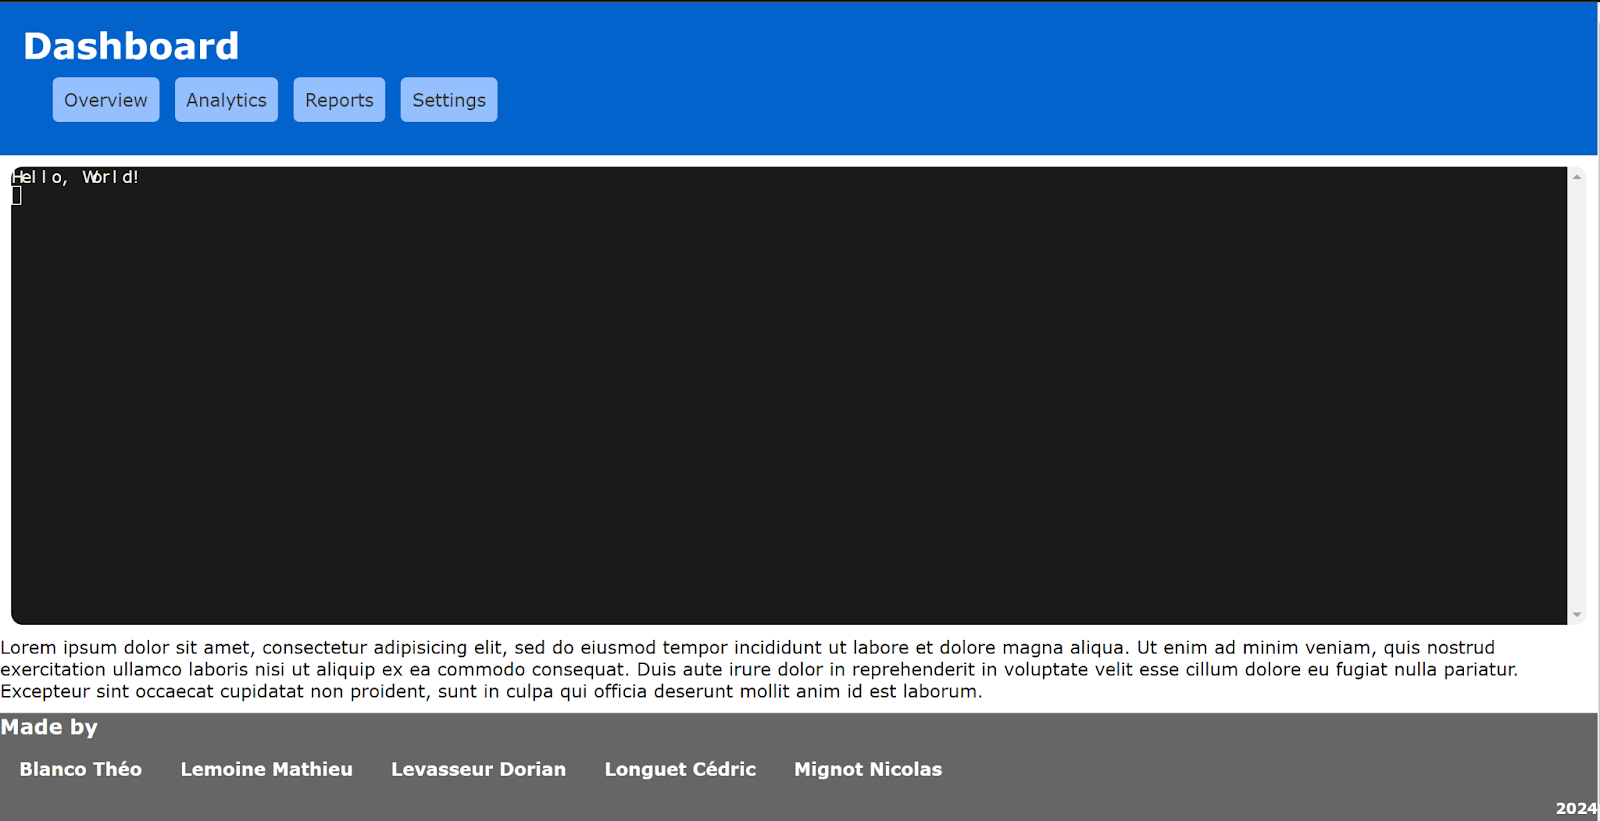 Dashboard
Overview Analytics Reports Settings
Hello, World!
Lorem ipsum dolor sit amet, consectetur adipisicing elit, sed do eiusmod tempor incididunt ut labore et dolore magna aliqua. Ut enim ad minim veniam, quis nostrud
exercitation ullamco laboris nisi ut aliquip ex ea commodo consequat. Duis aute irure dolor in reprehenderit in voluptate velit esse cillum dolore eu fugiat nulla pariatur.
Excepteur sint occaecat cupidatat non proident, sunt in culpa qui officia deserunt mollit anim id est laborum.
Made by
Blanco Théo Lemoine Mathieu Levasseur Dorian Longuet Cédric Mignot Nicolas
2024